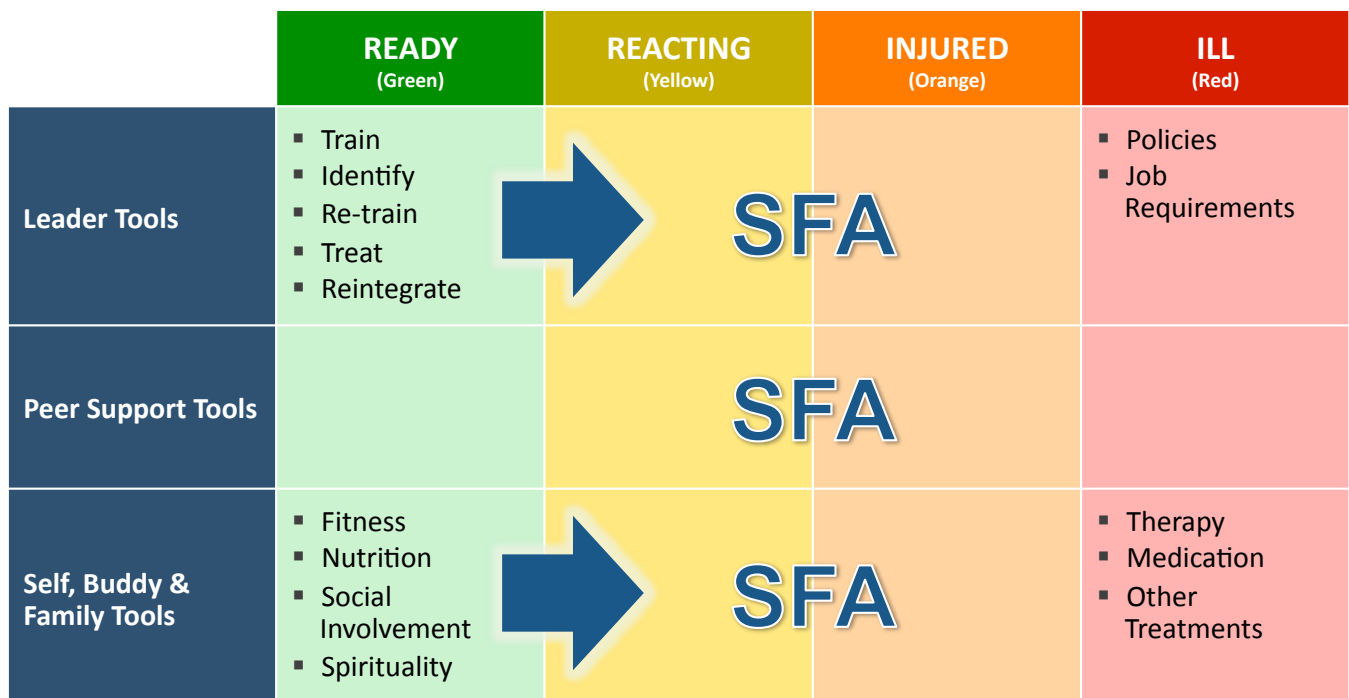 READY
(Green)
REACTING
(Yellow)
INJURED
(Orange)
ILL
(Red)
Leader Tools
▪ Train
▪ Identify
▪ Re-train
▪ Treat
▪ Reintegrate
SFA
▪ Policies
▪ Job
Requirements
Peer Support Tools
SFA
Self, Buddy &
Family Tools
▪ Fitness
▪ Nutrition
▪ Social
Involvement
▪ Spirituality
SFA
▪ Therapy
▪ Medication
▪ Other
Treatments